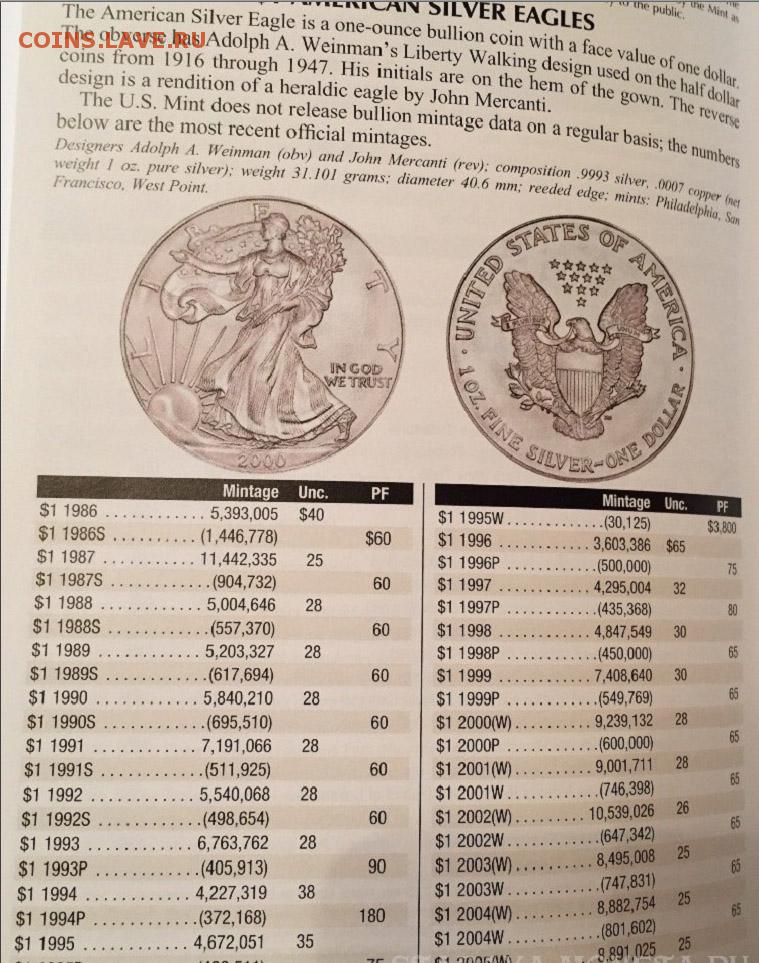 the Mint as
to the public.
AMERICAN SILVER EAGLES
COINS.LAVE.RU
The American Silver Eagle is a one-ounce bullion coin with a face value of one dollar.
The obverse has Adolph A. Weinman's Liberty Walking design used on the half dollar
coins from 1916 through 1947. His initials are on the hem of the gown. The reverse
design is a rendition of a heraldic eagle by John Mercanti.
The U.S. Mint does not release bullion mintage data on a regular basis; the numbers
below are the most recent official mintages.
Designers Adolph A. Weinman (obv) and John Mercanti (rev); composition .9993 silver, .0007 copper (net
weight 1 oz. pure silver); weight 31.101 grams; diameter 40.6 mm; reeded edge; mints: Philadelphia, San
Francisco, West Point.
LIBERTY
IN GOD
WE TRUST
2000
UNITED STATES OF AMERICA
1 OZ. FINE SILVER~ONE DOLLAR
Mintage Unc. PF
$1 1986 . . . . . . . . . . . . 5,393,005 $40
$1 1986S . . . . . . . . . . (1,446,778) $60
$1 1987 . . . . . . . . . . . 11,442,335 25
$1 1987S . . . . . . . . . . . (904,732) 60
$1 1988 . . . . . . . . . . . . 5,004,646 28
$1 1988S . . . . . . . . . . . (557,370) 60
$1 1989 . . . . . . . . . . . . 5,203,327 28
$1 1989S . . . . . . . . . . . (617,694) 60
$1 1990 . . . . . . . . . . . . 5,840,210 28
$1 1990S . . . . . . . . . . . (695,510) 60
$1 1991 . . . . . . . . . . . . 7,191,066 28
$1 1991S . . . . . . . . . . . (511,925) 60
$1 1992 . . . . . . . . . . . . 5,540,068 28
$1 1992S . . . . . . . . . . . (498,654) 60
$1 1993 . . . . . . . . . . . . 6,763,762 28
$1 1993P . . . . . . . . . . . (405,913) 90
$1 1994 . . . . . . . . . . . . 4,227,319 38
$1 1994P . . . . . . . . . . . (372,168) 180
$1 1995 . . . . . . . . . . . . 4,672,051 35
Mintage Unc. PF
$1 1995W . . . . . . . . . . . . (30,125) $3,800
$1 1996 . . . . . . . . . . . . 3,603,386 $65
$1 1996P . . . . . . . . . . . (500,000) 75
$1 1997 . . . . . . . . . . . . 4,295,004 32
$1 1997P . . . . . . . . . . . (435,368) 80
$1 1998 . . . . . . . . . . . . 4,847,549 30
$1 1998P . . . . . . . . . . . (450,000) 65
$1 1999 . . . . . . . . . . . . 7,408,640 30
$1 1999P . . . . . . . . . . . (549,769) 65
$1 2000(W) . . . . . . . . . 9,239,132 28
$1 2000P . . . . . . . . . . . (600,000) 65
$1 2001(W) . . . . . . . . . 9,001,711 28
$1 2001W . . . . . . . . . . . (746,398) 65
$1 2002(W) . . . . . . . . 10,539,026 26
$1 2002W . . . . . . . . . . . (647,342) 65
$1 2003(W) . . . . . . . . . 8,495,008 25
$1 2003W . . . . . . . . . . . (747,831) 65
$1 2004(W) . . . . . . . . . 8,882,754 25
$1 2004W . . . . . . . . . . . (801,602) 65
$1 2005(W) . . . . . . . . . 9,891,025 25